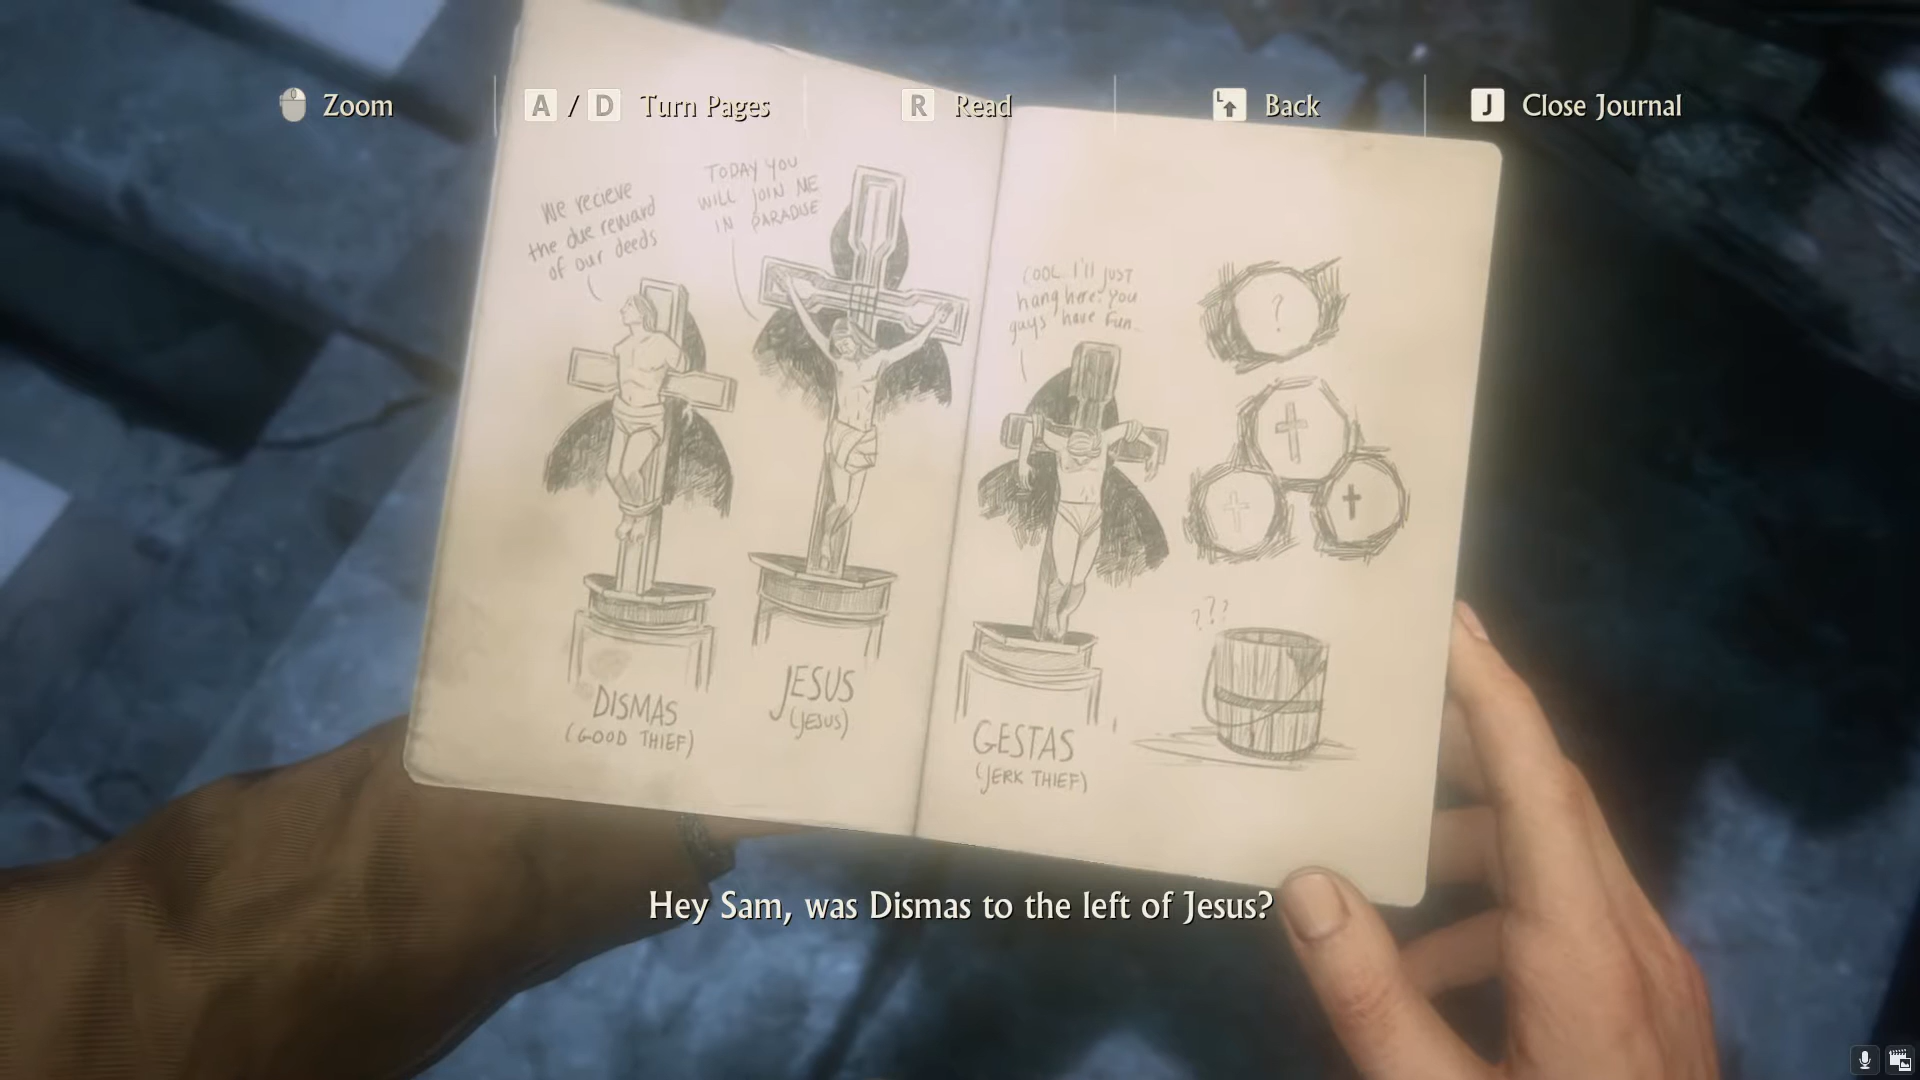 Zoom
A / D Turn Pages
R Read
L Back
J Close Journal
We recieve
the due reward
of our deeds
TODAY YOU
WILL JOIN ME
IN PARADISE
COOL. I'll just
hang here. you
guys have fun.
?
???
DISMAS
(GOOD THIEF)
JESUS
(JESUS)
GESTAS
(JERK THIEF)
Hey Sam, was Dismas to the left of Jesus?